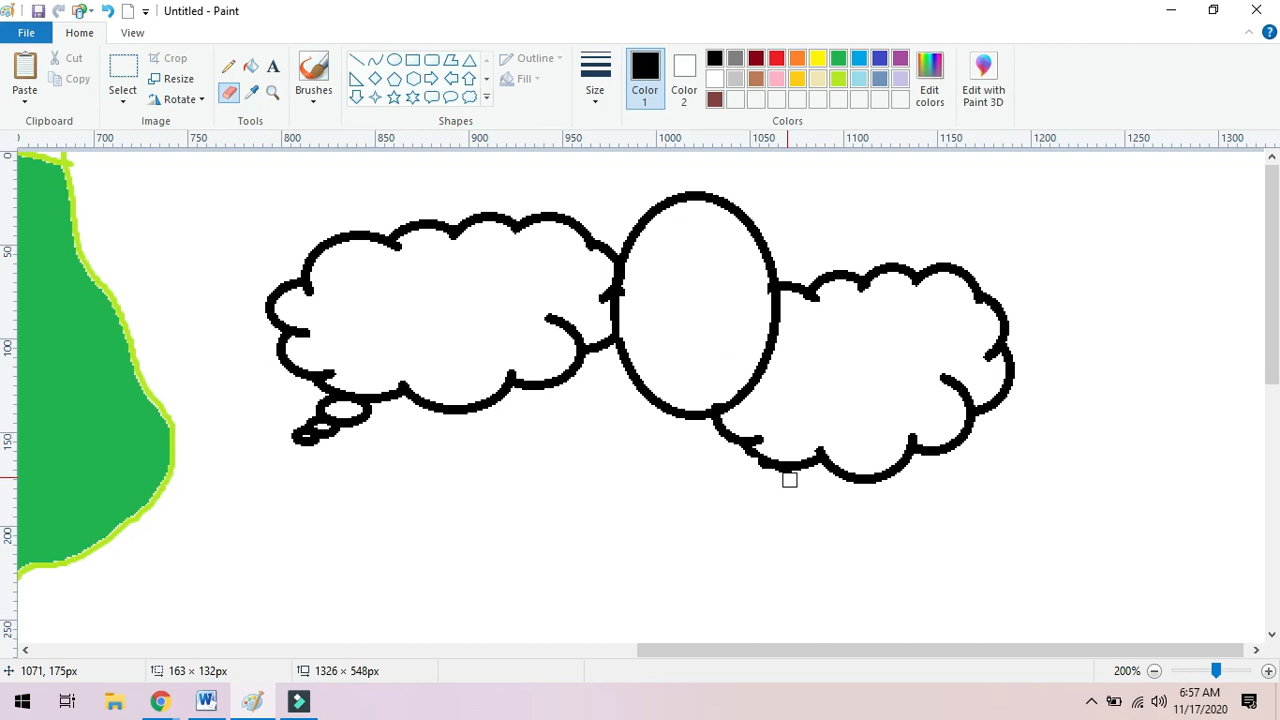 Untitled - Paint
File Home View
Cut
Copy
Paste
Clipboard
Select
Crop
Resize
Rotate
Image
A
Tools
Brushes
Outline
Fill
Shapes
Size
Color 1
Color 2
Edit colors
Colors
Edit with Paint 3D
700 750 800 850 900 950 1000 1050 1100 1150 1200 1250 1300
0
50
100
150
200
250
1071, 175px 163 × 132px 1326 × 548px 200%
W
6:57 AM
11/17/2020